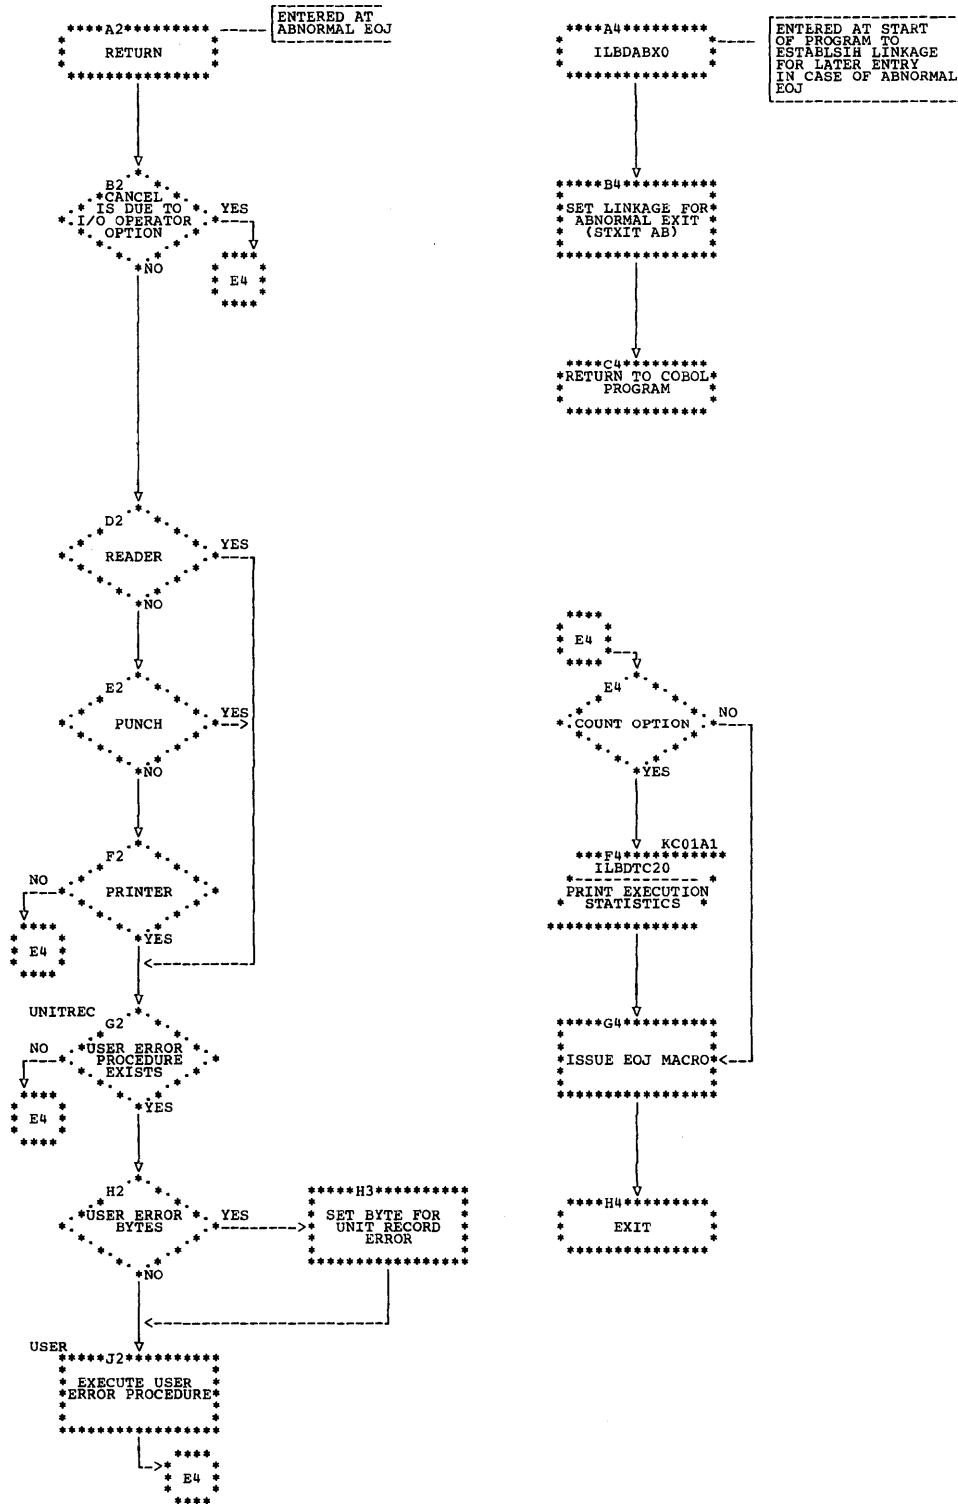 A2
RETURN
ENTERED AT
ABNORMAL EOJ
B2
CANCEL
IS DUE TO
I/O OPERATOR
OPTION
YES
NO
E4
D2
READER
YES
NO
E2
PUNCH
YES
NO
F2
PRINTER
NO
E4
YES
UNITREC
G2
USER ERROR
PROCEDURE
EXISTS
NO
E4
YES
H2
USER ERROR
BYTES
YES
NO
H3
SET BYTE FOR
UNIT RECORD
ERROR
USER
J2
EXECUTE USER
ERROR PROCEDURE
E4
A4
ILBDABX0
ENTERED AT START
OF PROGRAM TO
ESTABLSIH LINKAGE
FOR LATER ENTRY
IN CASE OF ABNORMAL
EOJ
B4
SET LINKAGE FOR
ABNORMAL EXIT
(STXIT AB)
C4
RETURN TO COBOL
PROGRAM
E4
E4
COUNT OPTION
NO
YES
KC01A1
F4
ILBDTC20
PRINT EXECUTION
STATISTICS
G4
ISSUE EOJ MACRO
H4
EXIT